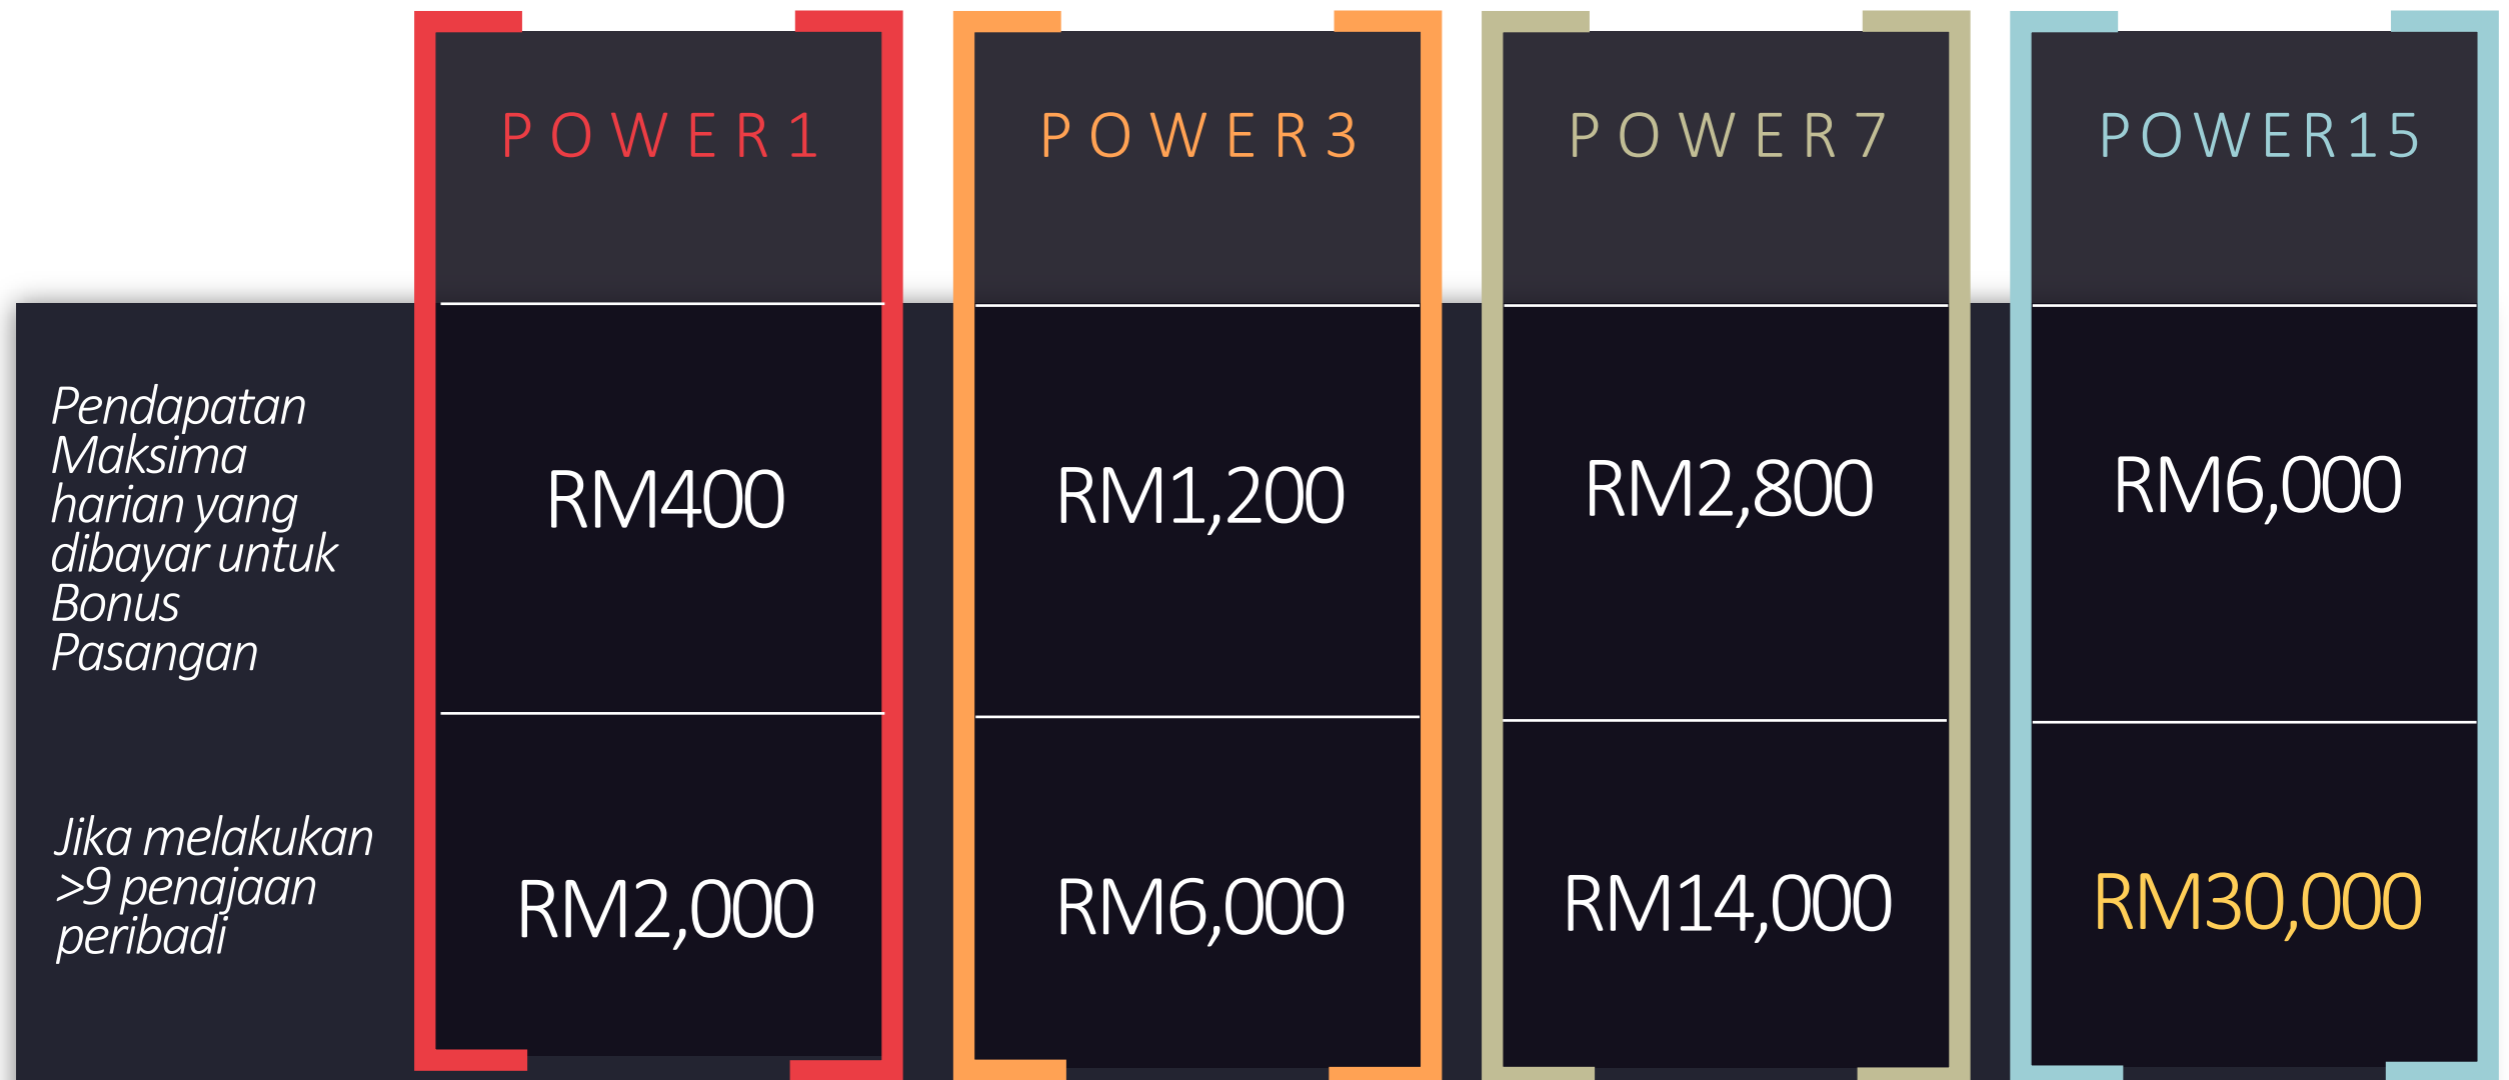 POWER1 POWER3 POWER7 POWER15
Pendapatan
Maksima
harian yang
dibayar untuk
Bonus
Pasangan
RM400 RM1,200 RM2,800 RM6,000
Jika melakukan
>9 penajaan
peribadi
RM2,000 RM6,000 RM14,000 RM30,000